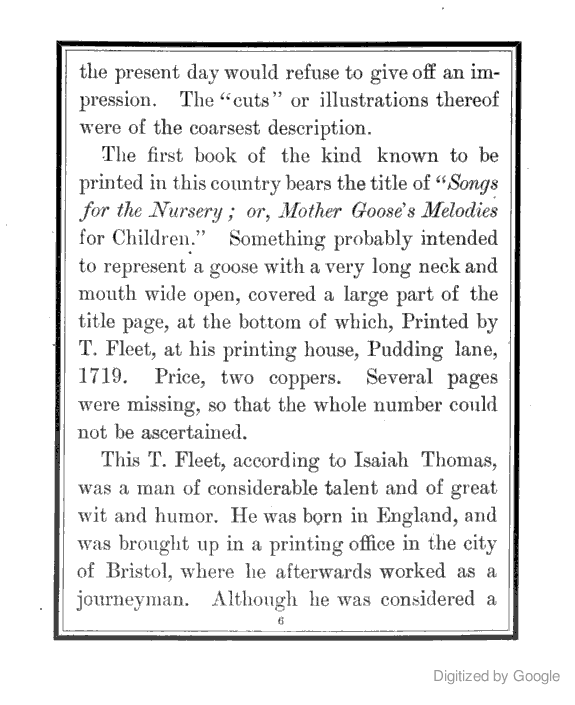 the present day would refuse to give off an im-
pression. The "cuts" or illustrations thereof
were of the coarsest description.
The first book of the kind known to be
printed in this country bears the title of "Songs
for the Nursery; or, Mother Goose's Melodies
for Children." Something probably intended
to represent a goose with a very long neck and
mouth wide open, covered a large part of the
title page, at the bottom of which, Printed by
T. Fleet, at his printing house, Pudding lane,
1719. Price, two coppers. Several pages
were missing, so that the whole number could
not be ascertained.
This T. Fleet, according to Isaiah Thomas,
was a man of considerable talent and of great
wit and humor. He was born in England, and
was brought up in a printing office in the city
of Bristol, where he afterwards worked as a
journeyman. Although he was considered a
6
Digitized by Google